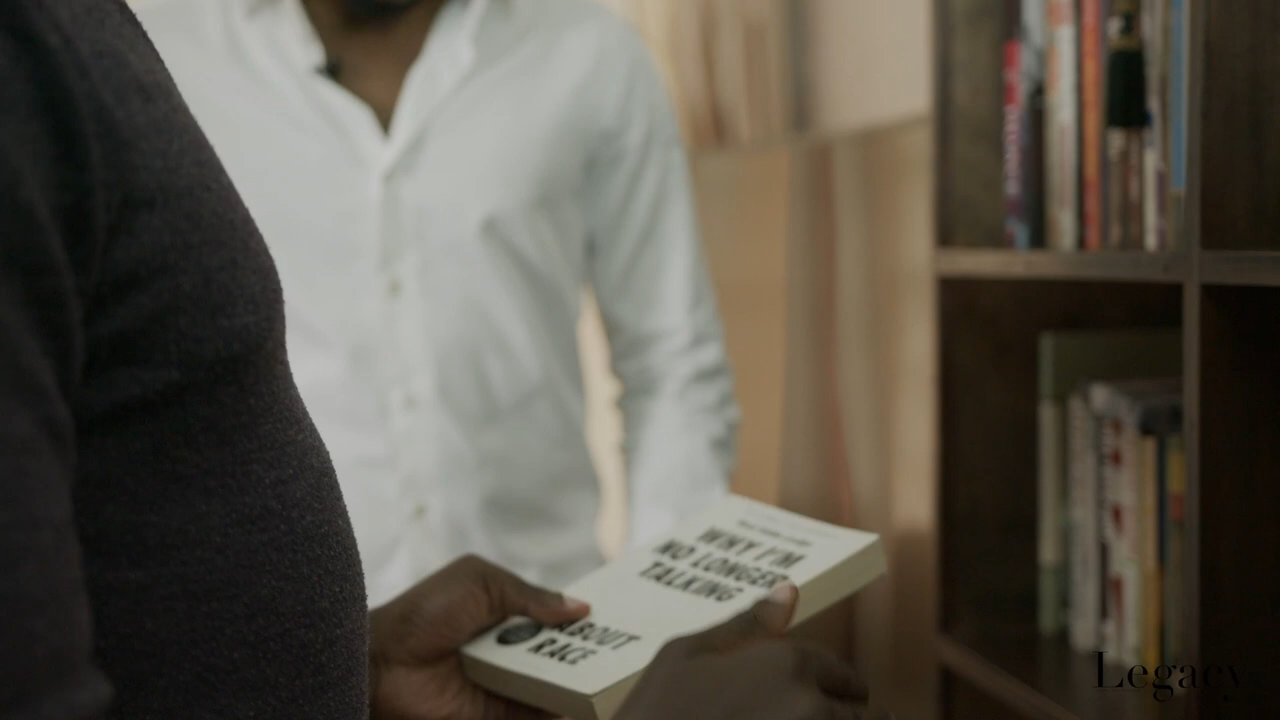 WHY I'M
NO LONGER
TALKING
ABOUT
RACE
Legacy